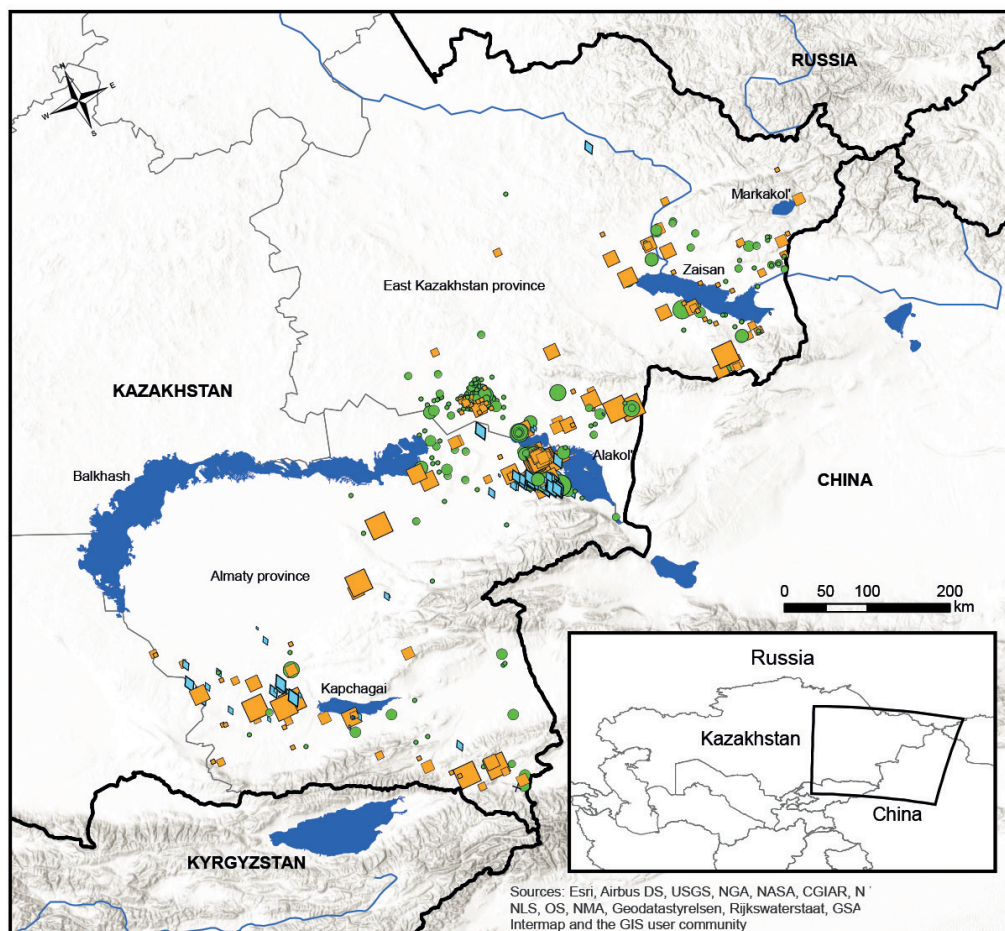 RUSSIA
N
E
W
S
Markakol'
Zaisan
East Kazakhstan province
KAZAKHSTAN
Alakol'
Balkhash
CHINA
Almaty province
0 50 100 200
km
Kapchagai
Russia
Kazakhstan
China
KYRGYZSTAN
Sources: Esri, Airbus DS, USGS, NGA, NASA, CGIAR, N
NLS, OS, NMA, Geodatastyrelsen, Rijkswaterstaat, GSA
Intermap and the GIS user community